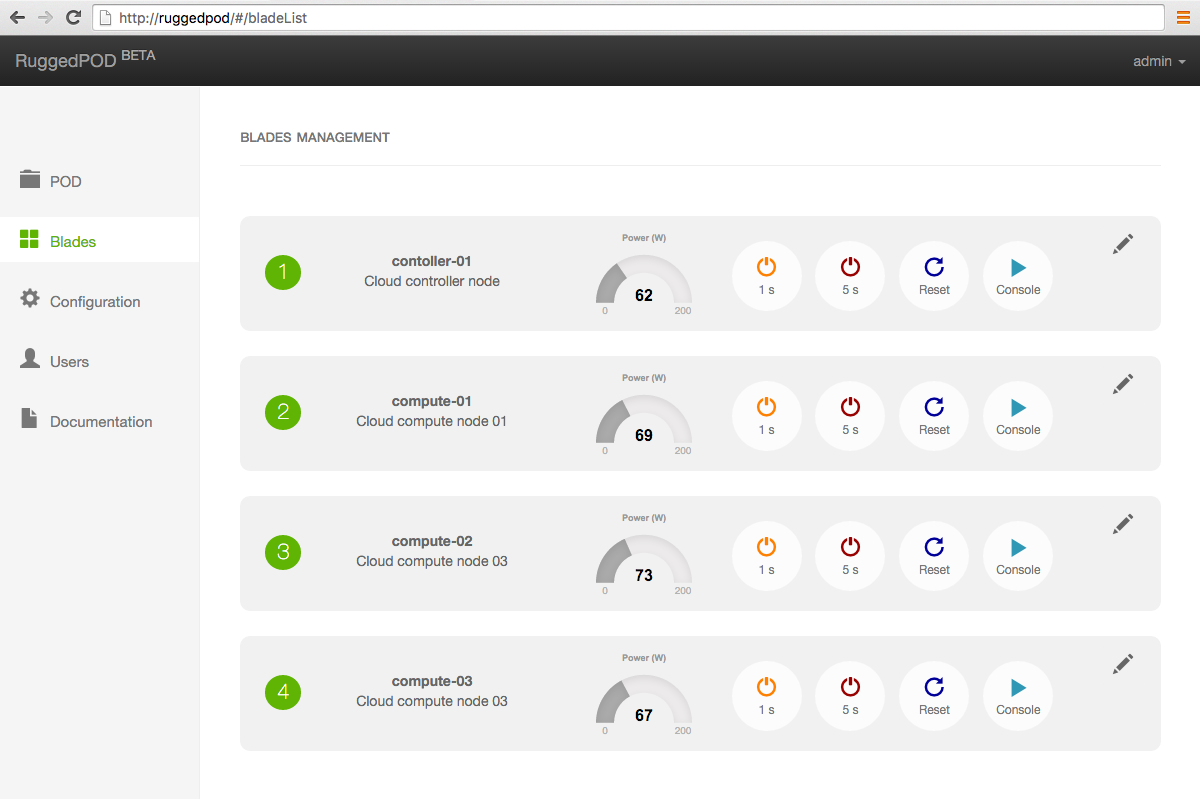 http://ruggedpod/#/bladeList
RuggedPOD BETA
admin
BLADES MANAGEMENT
POD
Blades
Configuration
Users
Documentation
1
contoller-01
Cloud controller node
Power (W)
62
0 200
1 s
5 s
Reset
Console
2
compute-01
Cloud compute node 01
Power (W)
69
0 200
1 s
5 s
Reset
Console
3
compute-02
Cloud compute node 03
Power (W)
73
0 200
1 s
5 s
Reset
Console
4
compute-03
Cloud compute node 03
Power (W)
67
0 200
1 s
5 s
Reset
Console